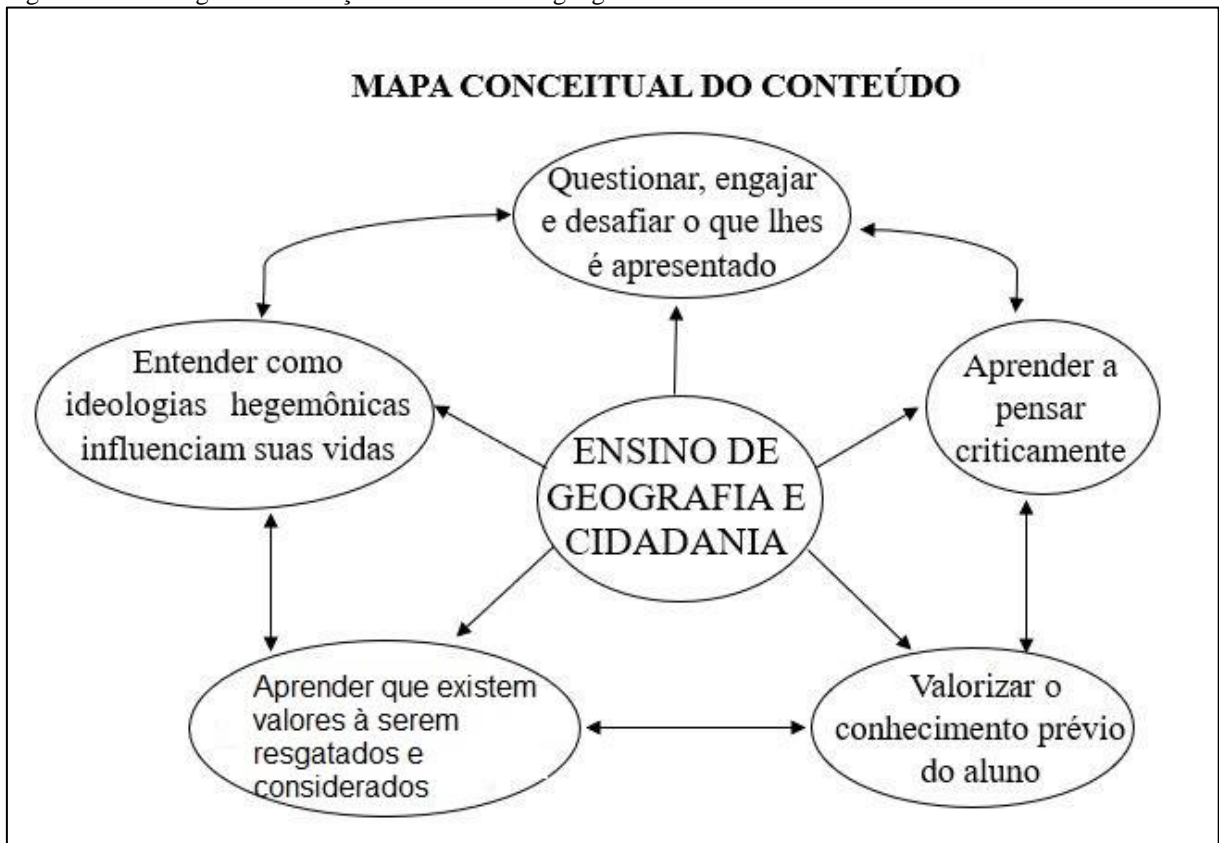 MAPA CONCEITUAL DO CONTEÚDO
Questionar, engajar
e desafiar o que lhes
é apresentado
Entender como
ideologias hegemônicas
influenciam suas vidas
Aprender a
pensar
criticamente
ENSINO DE
GEOGRAFIA E
CIDADANIA
Aprender que existem
valores à serem
resgatados e
considerados
Valorizar o
conhecimento prévio
do aluno